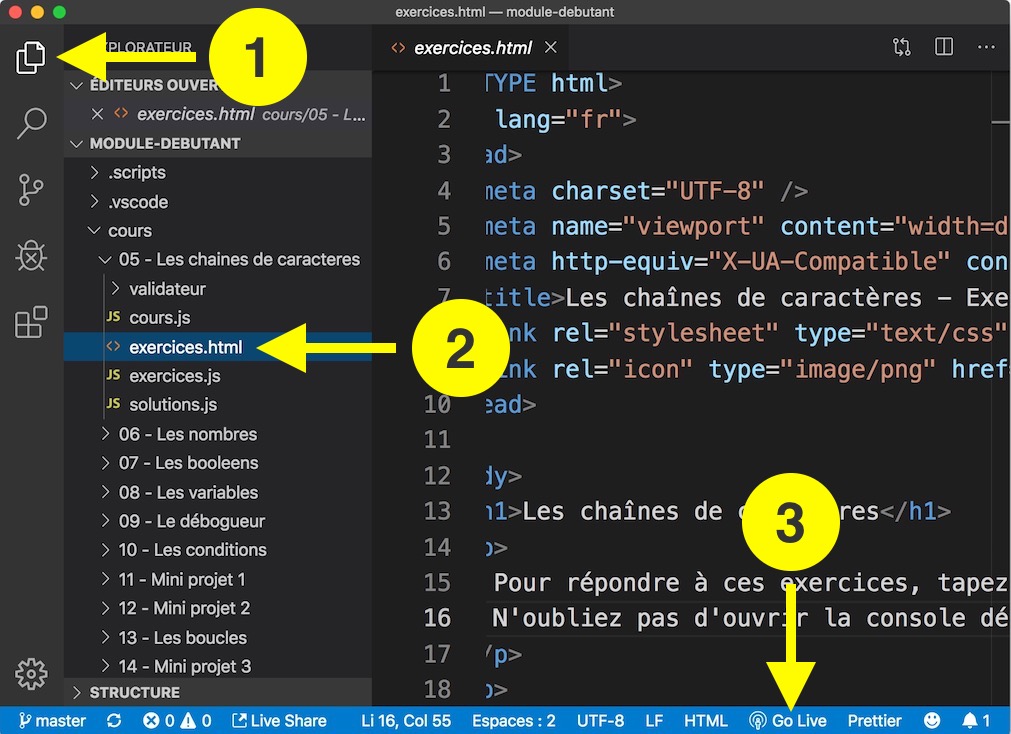 exercices.html — module-debutant
1
EXPLORATEUR
ÉDITEURS OUVER
exercices.html cours/05 - L...
MODULE-DEBUTANT
.scripts
.vscode
cours
05 - Les chaines de caracteres
validateur
JS cours.js
exercices.html
JS exercices.js
JS solutions.js
06 - Les nombres
07 - Les booleens
08 - Les variables
09 - Le débogueur
10 - Les conditions
11 - Mini projet 1
12 - Mini projet 2
13 - Les boucles
14 - Mini projet 3
STRUCTURE
2
exercices.html
1 TYPE html>
2 lang="fr">
3 ad>
4 meta charset="UTF-8" />
5 meta name="viewport" content="width=d
6 meta http-equiv="X-UA-Compatible" con
7 title>Les chaînes de caractères – Exe
nk rel="stylesheet" type="text/css"
ink rel="icon" type="image/png" href=
10 ead>
11
12 dy>
13 h1>Les chaînes de c res</h1>
14 p>
15 Pour répondre à ces exercices, tapez
16 N'oubliez pas d'ouvrir la console dé
17 /p>
18 p>
3
master 0 0 Live Share Li 16, Col 55 Espaces : 2 UTF-8 LF HTML Go Live Prettier 1